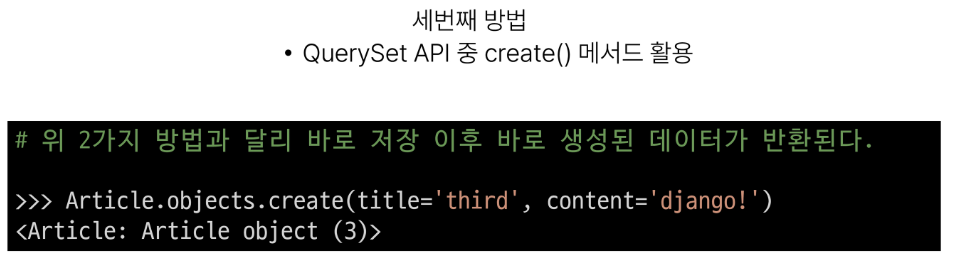 세번째 방법
• QuerySet API 중 create() 메서드 활용
# 위 2가지 방법과 달리 바로 저장 이후 바로 생성된 데이터가 반환된다.
>>> Article.objects.create(title='third', content='django!')
<Article: Article object (3)>